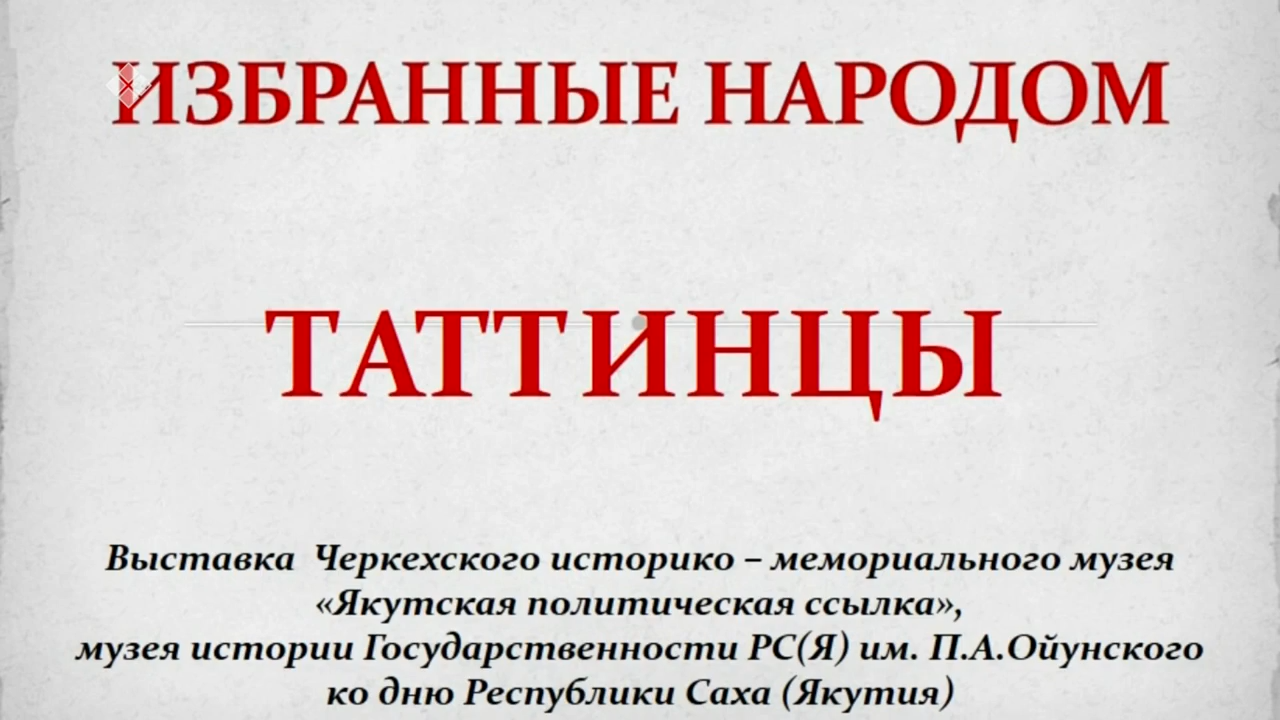 ИЗБРАННЫЕ НАРОДОМ
ТАТТИНЦЫ
Выставка Черкехского историко – мемориального музея
«Якутская политическая ссылка»,
музея истории Государственности РС(Я) им. П.А.Ойунского
ко дню Республики Саха (Якутия)